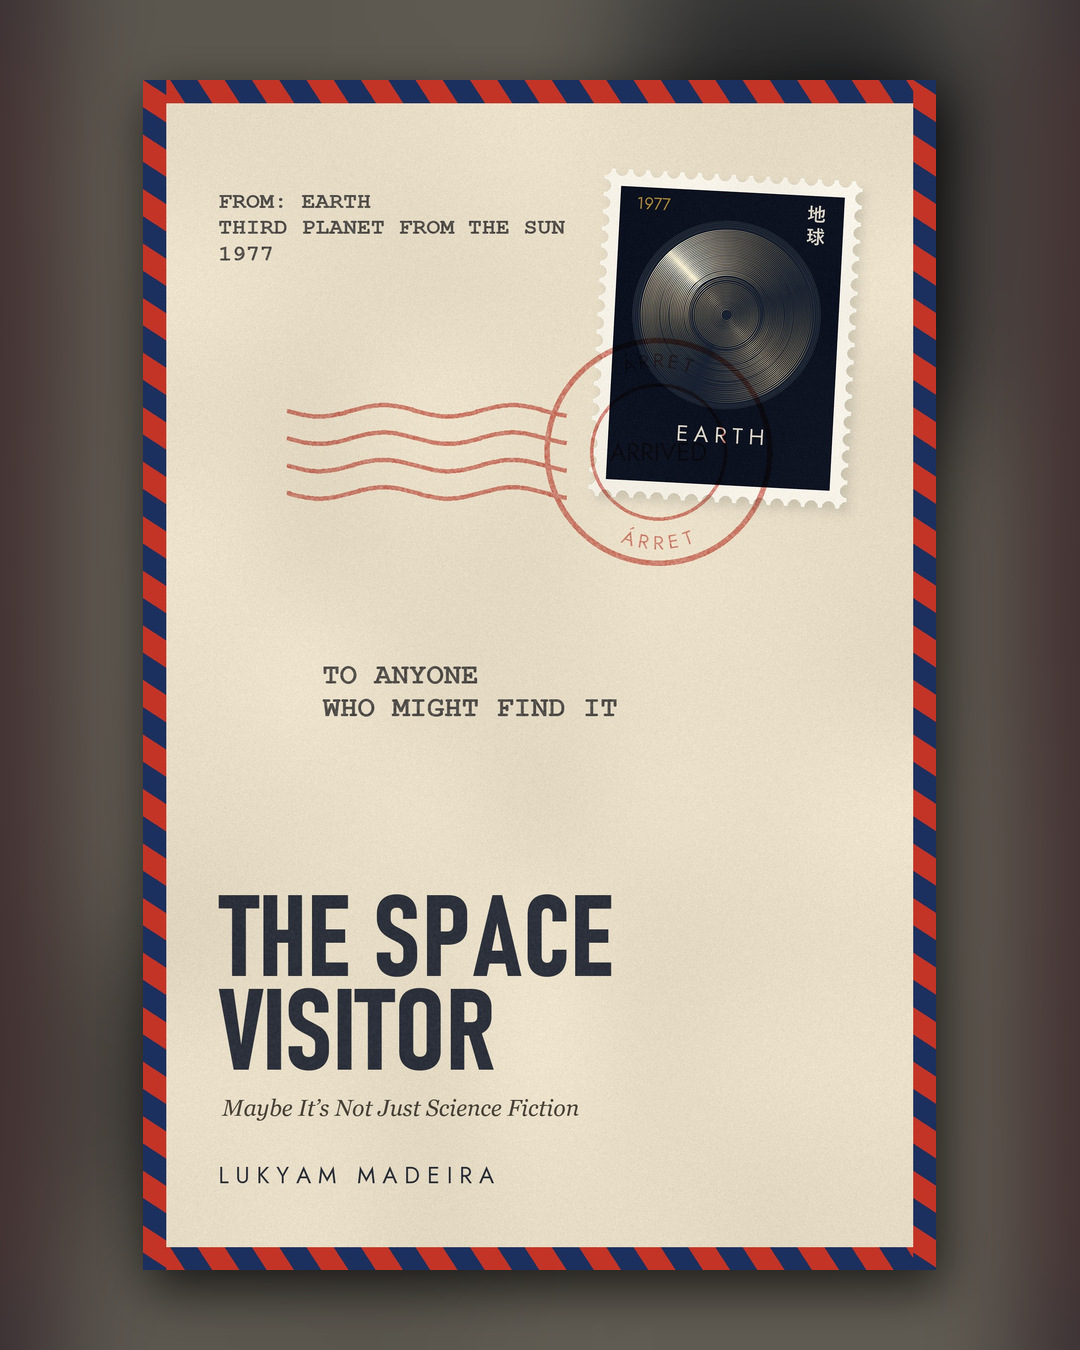 FROM: EARTH
THIRD PLANET FROM THE SUN
1977
1977
地球
ÁRRET
EARTH
ARRIVED
ÁRRET
TO ANYONE
WHO MIGHT FIND IT
THE SPACE
VISITOR
Maybe It’s Not Just Science Fiction
LUKYAM MADEIRA